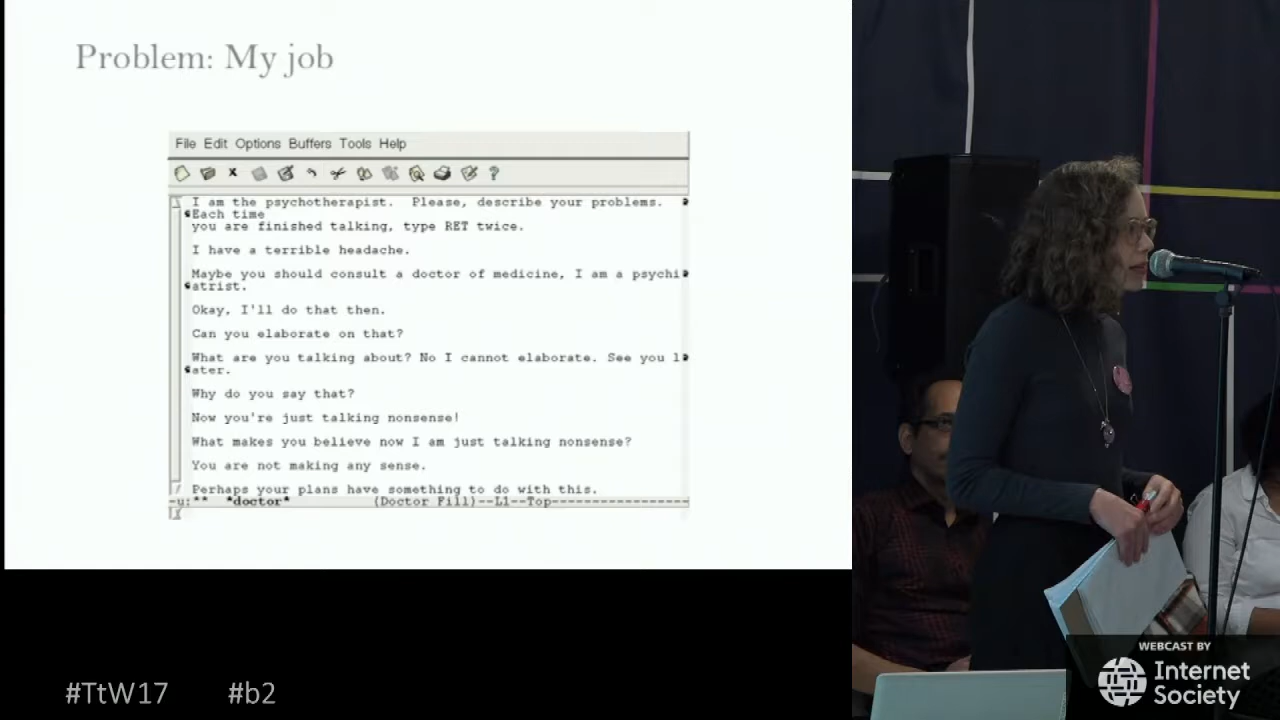 Problem: My job
File Edit Options Buffers Tools Help
I am the psychotherapist.  Please, describe your problems.
Each time
you are finished talking, type RET twice.
I have a terrible headache.
Maybe you should consult a doctor of medicine, I am a psychi
atrist.
Okay, I'll do that then.
Can you elaborate on that?
What are you talking about? No I cannot elaborate. See you l
ater.
Why do you say that?
Now you're just talking nonsense!
What makes you believe now I am just talking nonsense?
You are not making any sense.
Perhaps your plans have something to do with this.
-u:**  *doctor*          (Doctor Fill)--L1--Top---------------
WEBCAST BY
Internet
Society
#TtW17 #b2